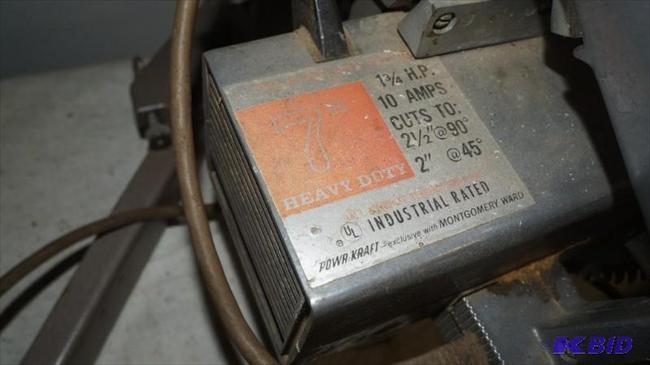 7"
HEAVY DUTY
1¾ H.P.
10 AMPS
CUTS TO:
2½" @ 90°
2" @ 45°
UL INDUSTRIAL RATED
POWR-KRAFT - exclusive with MONTGOMERY WARD
K-BID